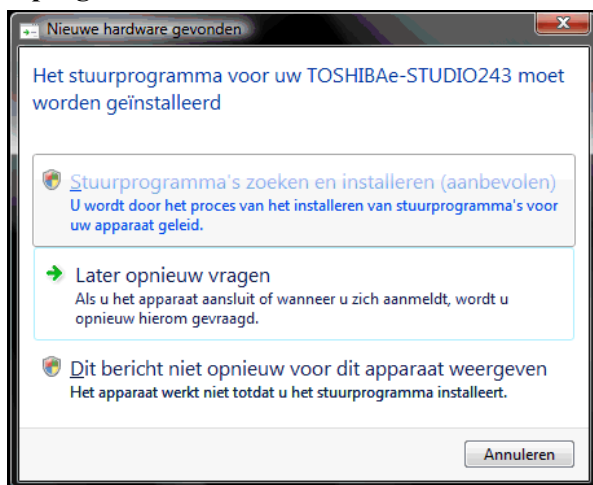 Nieuwe hardware gevonden
Het stuurprogramma voor uw TOSHIBAe-STUDIO243 moet
worden geïnstalleerd
Stuurprogramma's zoeken en installeren (aanbevolen)
U wordt door het proces van het installeren van stuurprogramma's voor
uw apparaat geleid.
Later opnieuw vragen
Als u het apparaat aansluit of wanneer u zich aanmeldt, wordt u
opnieuw hierom gevraagd.
Dit bericht niet opnieuw voor dit apparaat weergeven
Het apparaat werkt niet totdat u het stuurprogramma installeert.
Annuleren